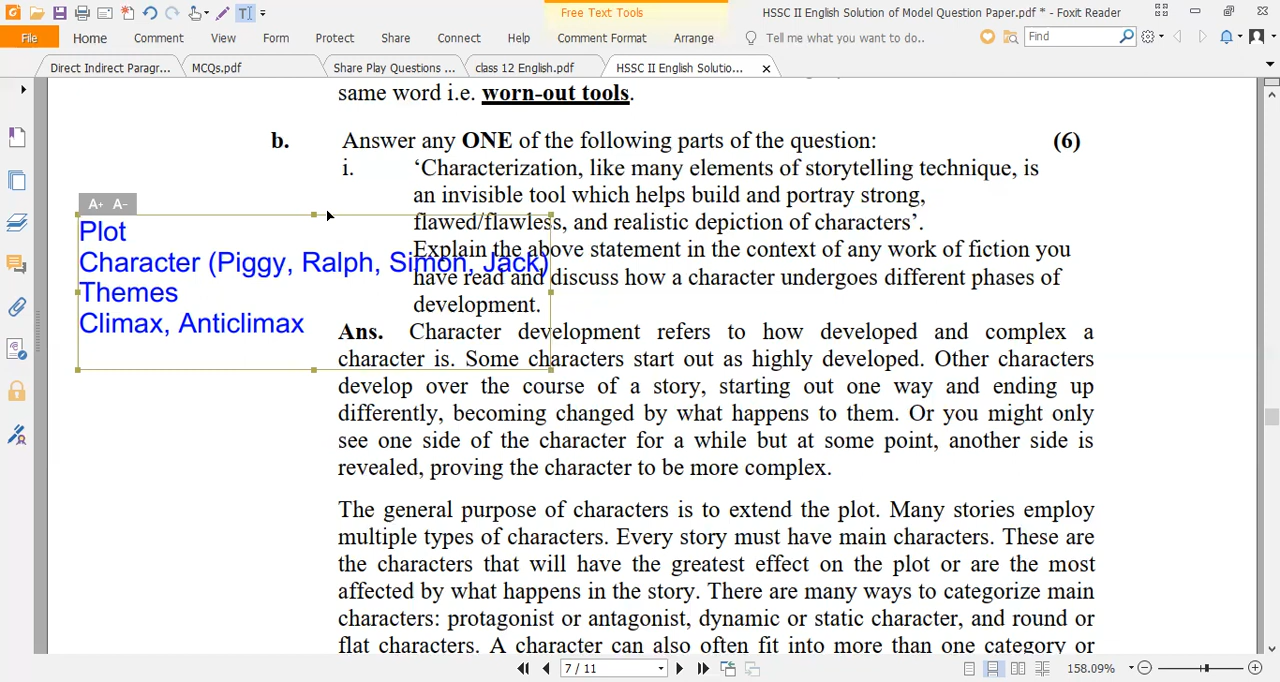 Free Text Tools
HSSC II English Solution of Model Question Paper.pdf * - Foxit Reader
File
Home
Comment
View
Form
Protect
Share
Connect
Help
Comment Format
Arrange
Tell me what you want to do..
Find
Direct Indirect Paragr...
MCQs.pdf
Share Play Questions ...
class 12 English.pdf
HSSC II English Solutio...
same word i.e. worn-out tools.
b. Answer any ONE of the following parts of the question: (6)
i. ‘Characterization, like many elements of storytelling technique, is
an invisible tool which helps build and portray strong,
flawed/flawless, and realistic depiction of characters’.
Explain the above statement in the context of any work of fiction you
have read and discuss how a character undergoes different phases of
development.
A+ A-
Plot
Character (Piggy, Ralph, Simon, Jack)
Themes
Climax, Anticlimax
Ans. Character development refers to how developed and complex a
character is. Some characters start out as highly developed. Other characters
develop over the course of a story, starting out one way and ending up
differently, becoming changed by what happens to them. Or you might only
see one side of the character for a while but at some point, another side is
revealed, proving the character to be more complex.
The general purpose of characters is to extend the plot. Many stories employ
multiple types of characters. Every story must have main characters. These are
the characters that will have the greatest effect on the plot or are the most
affected by what happens in the story. There are many ways to categorize main
characters: protagonist or antagonist, dynamic or static character, and round or
flat characters. A character can also often fit into more than one category or
7 / 11
158.09%